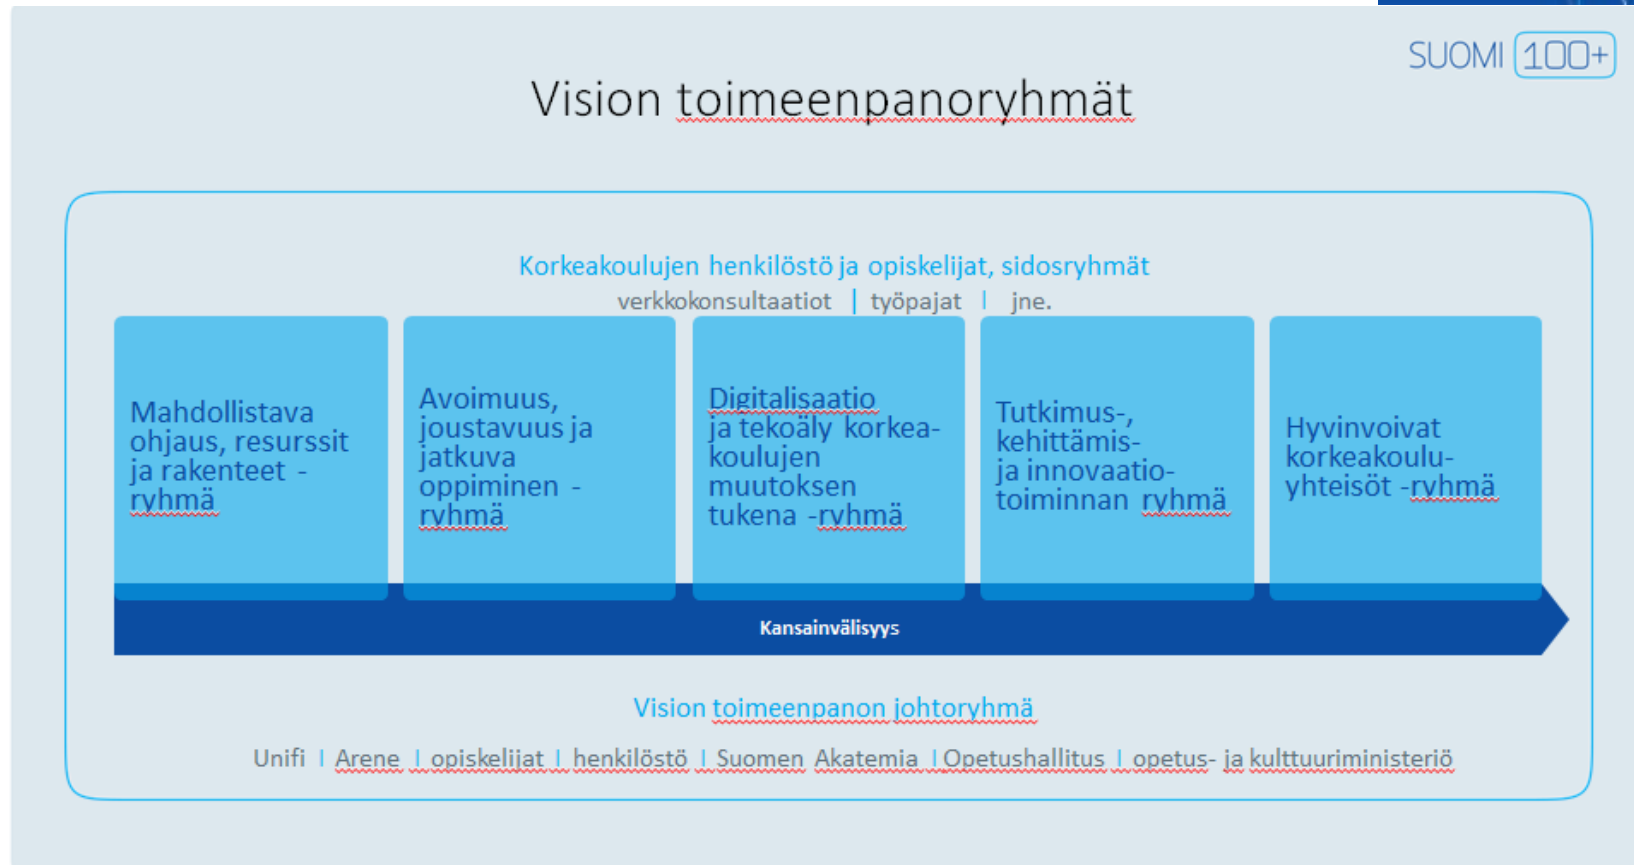 SUOMI 100+
Vision toimeenpanoryhmät
Korkeakoulujen henkilöstö ja opiskelijat, sidosryhmät
verkkokonsultaatiot | työpajat | jne.
Mahdollistava
ohjaus, resurssit
ja rakenteet -
ryhmä
Avoimuus,
joustavuus ja
jatkuva
oppiminen -
ryhmä
Digitalisaatio
ja tekoäly korkea-
koulujen
muutoksen
tukena -ryhmä
Tutkimus-,
kehittämis-
ja innovaatio-
toiminnan ryhmä
Hyvinvoivat
korkeakoulu-
yhteisöt -ryhmä
Kansainvälisyys
Vision toimeenpanon johtoryhmä
Unifi | Arene | opiskelijat | henkilöstö | Suomen Akatemia | Opetushallitus | opetus- ja kulttuuriministeriö